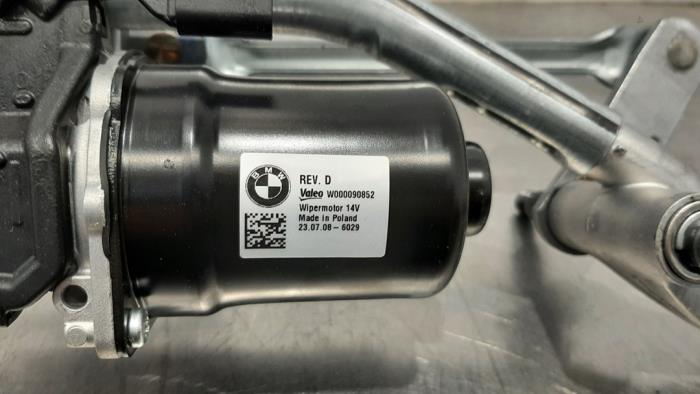 BMW
REV. D
Valeo W000090852
Wipermotor 14V
Made in Poland
23.07.08-6029